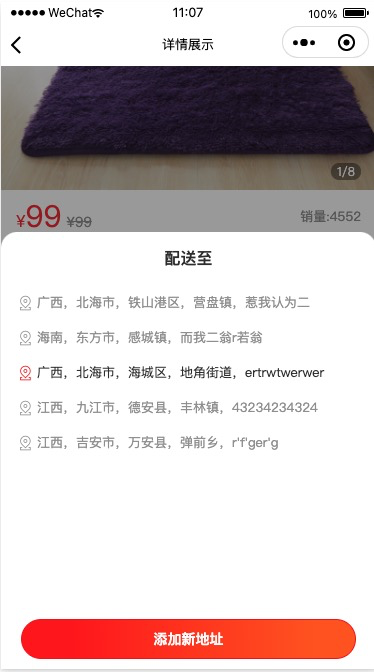 WeChat
11:07
100%
详情展示
1/8
¥99 ¥99
销量:4552
配送至
广西，北海市，铁山港区，营盘镇，惹我认为二
海南，东方市，感城镇，而我二翁r若翁
广西，北海市，海城区，地角街道，ertrwtwerwer
江西，九江市，德安县，丰林镇，43234234324
江西，吉安市，万安县，弹前乡，r'f'ger'g
添加新地址